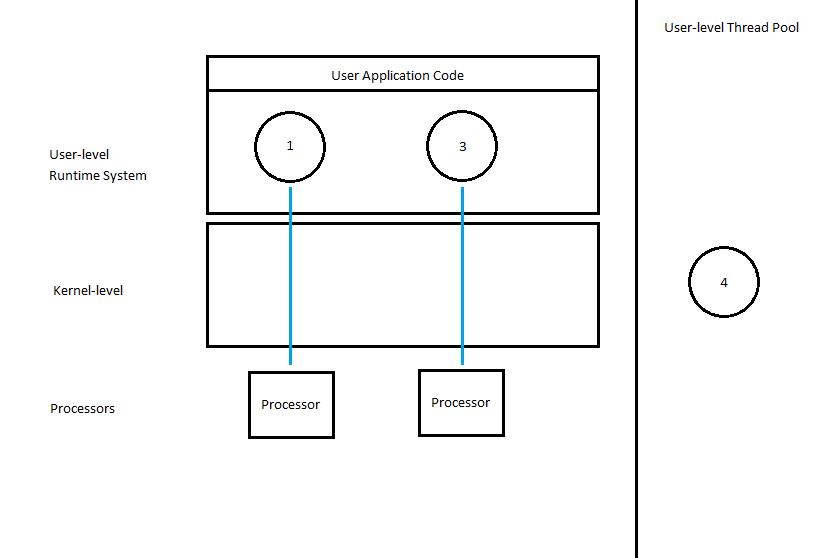 User-level Thread Pool
User Application Code
1
3
User-level
Runtime System
Kernel-level
4
Processors
Processor
Processor